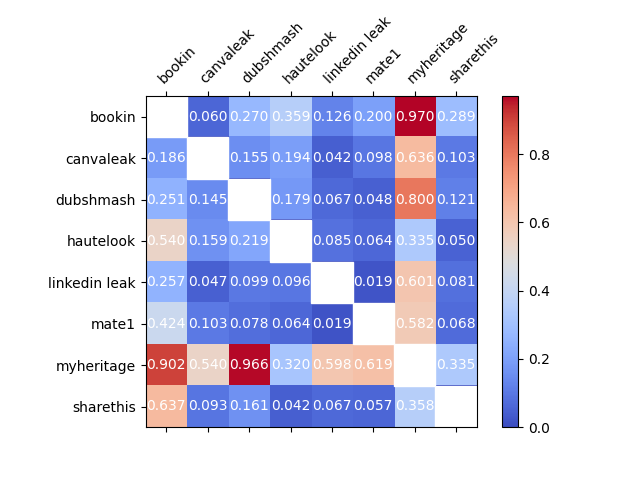 bookin canvaleak dubshmash hautelook linkedin leak mate1 myheritage sharethis
bookin 0.060 0.270 0.359 0.126 0.200 0.970 0.289
canvaleak 0.186 0.155 0.194 0.042 0.098 0.636 0.103
dubshmash 0.251 0.145 0.179 0.067 0.048 0.800 0.121
hautelook 0.540 0.159 0.219 0.085 0.064 0.335 0.050
linkedin leak 0.257 0.047 0.099 0.096 0.019 0.601 0.081
mate1 0.424 0.103 0.078 0.064 0.019 0.582 0.068
myheritage 0.902 0.540 0.966 0.320 0.598 0.619 0.335
sharethis 0.637 0.093 0.161 0.042 0.067 0.057 0.358
0.8
0.6
0.4
0.2
0.0